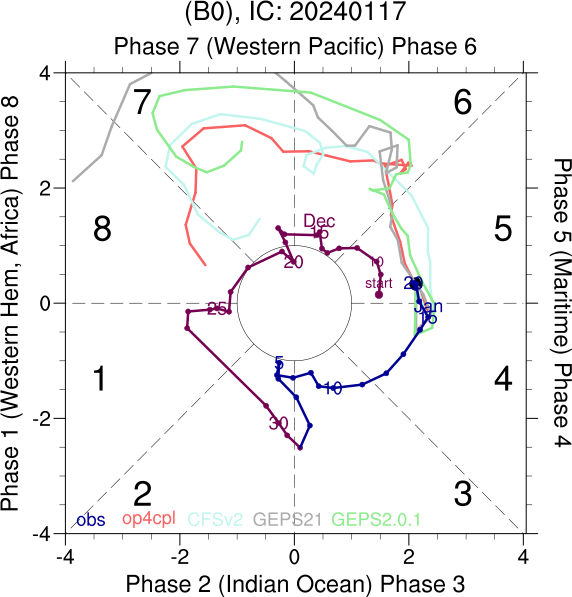 (B0), IC: 20240117
Phase 7 (Western Pacific) Phase 6
4
7
6
Phase 1 (Western Hem, Africa) Phase 8
Phase 5 (Maritime) Phase 4
2
8
Dec
15
5
20
10
start
20
0
25
Jan
15
1
5
4
10
-2
30
2
3
obs
op4cpl
CFSv2
GEPS21
GEPS2.0.1
-4
-4
-2
0
2
4
Phase 2 (Indian Ocean) Phase 3